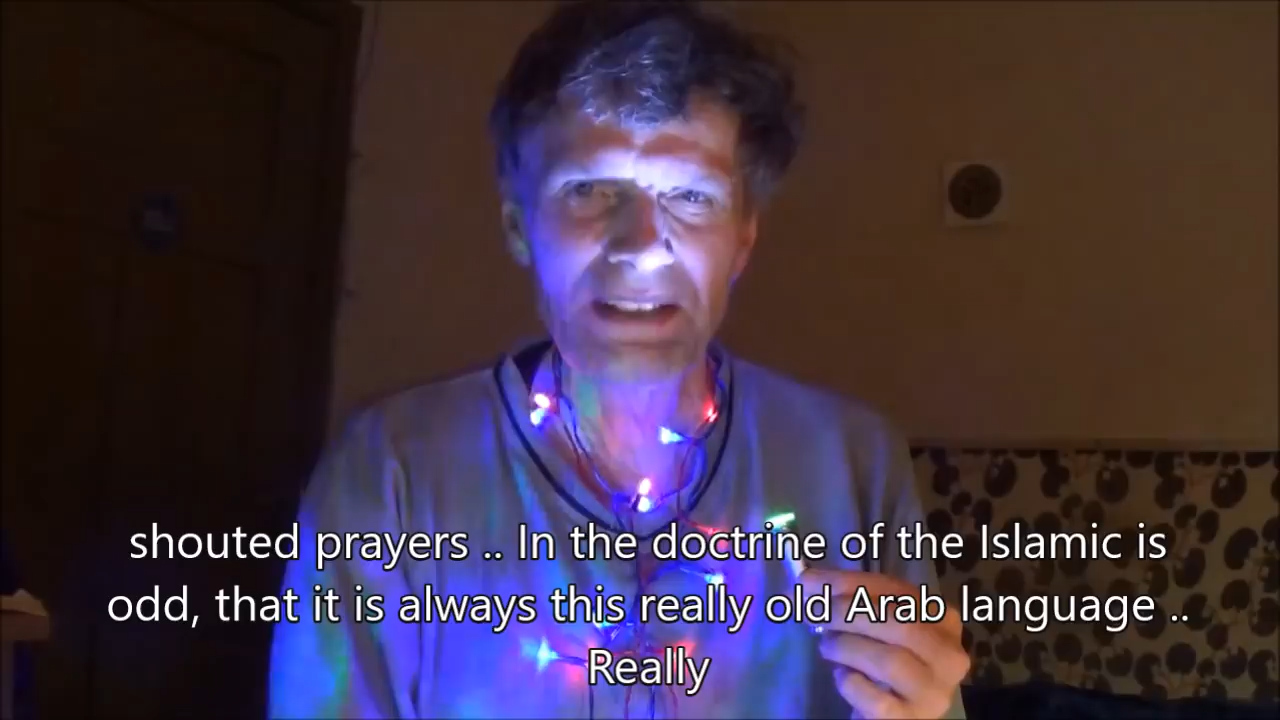 shouted prayers .. In the doctrine of the Islamic is
odd, that it is always this really old Arab language ..
Really